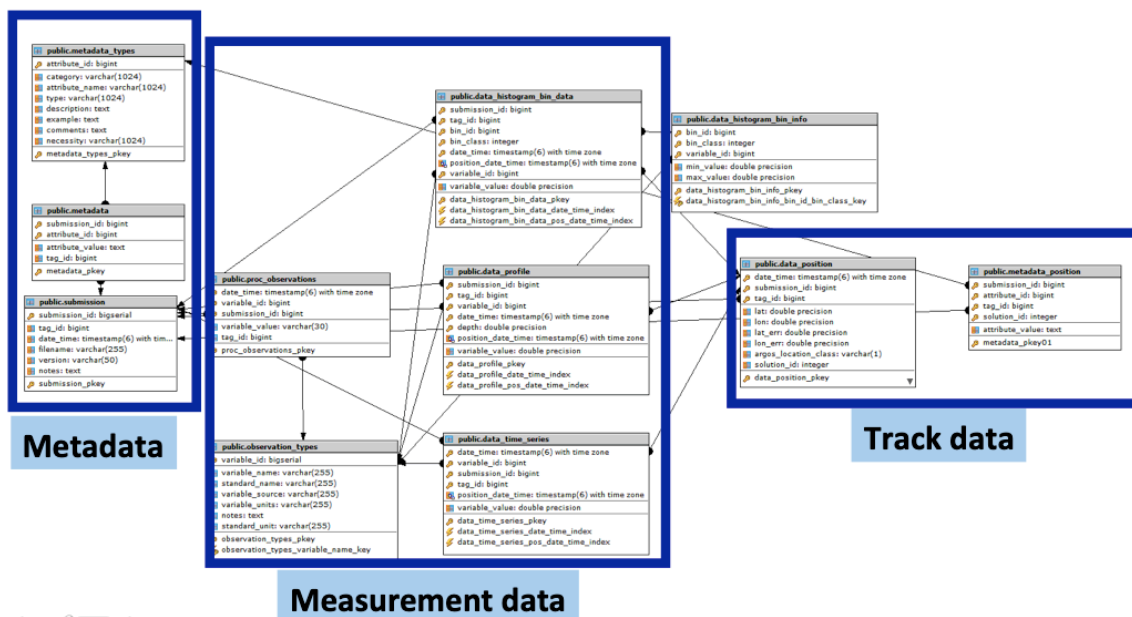 public.metadata_types
attribute_id: bigint
category: varchar(1024)
attribute_name: varchar(1024)
type: varchar(1024)
description: text
example: text
comments: text
necessity: varchar(1024)
metadata_types_pkey
public.metadata
submission_id: bigint
attribute_id: bigint
attribute_value: text
tag_id: bigint
metadata_pkey
public.submission
submission_id: bigserial
tag_id: bigint
date_time: timestamp(6) with tim...
filename: varchar(255)
version: varchar(50)
notes: text
submission_pkey
Metadata
public.data_histogram_bin_data
submission_id: bigint
tag_id: bigint
bin_id: bigint
bin_class: integer
date_time: timestamp(6) with time zone
position_date_time: timestamp(6) with time zone
variable_id: bigint
variable_value: double precision
data_histogram_bin_data_pkey
data_histogram_bin_data_date_time_index
data_histogram_bin_data_pos_date_time_index
public.proc_observations
date_time: timestamp(6) with time zone
variable_id: bigint
submission_id: bigint
variable_value: varchar(30)
tag_id: bigint
proc_observations_pkey
public.data_profile
submission_id: bigint
tag_id: bigint
variable_id: bigint
date_time: timestamp(6) with time zone
depth: double precision
position_date_time: timestamp(6) with time zone
variable_value: double precision
data_profile_pkey
data_profile_date_time_index
data_profile_pos_date_time_index
public.observation_types
variable_id: bigserial
variable_name: varchar(255)
standard_name: varchar(255)
variable_source: varchar(255)
variable_units: varchar(255)
notes: text
standard_unit: varchar(255)
observation_types_pkey
observation_types_variable_name_key
public.data_time_series
date_time: timestamp(6) with time zone
variable_id: bigint
submission_id: bigint
tag_id: bigint
position_date_time: timestamp(6) with time zone
variable_value: double precision
data_time_series_pkey
data_time_series_date_time_index
data_time_series_pos_date_time_index
Measurement data
public.data_histogram_bin_info
bin_id: bigint
bin_class: integer
variable_id: bigint
min_value: double precision
max_value: double precision
data_histogram_bin_info_pkey
data_histogram_bin_info_bin_id_bin_class_key
public.data_position
date_time: timestamp(6) with time zone
submission_id: bigint
tag_id: bigint
lat: double precision
lon: double precision
lat_err: double precision
lon_err: double precision
argos_location_class: varchar(1)
solution_id: integer
data_position_pkey
public.metadata_position
submission_id: bigint
attribute_id: bigint
tag_id: bigint
solution_id: integer
attribute_value: text
metadata_pkey01
Track data